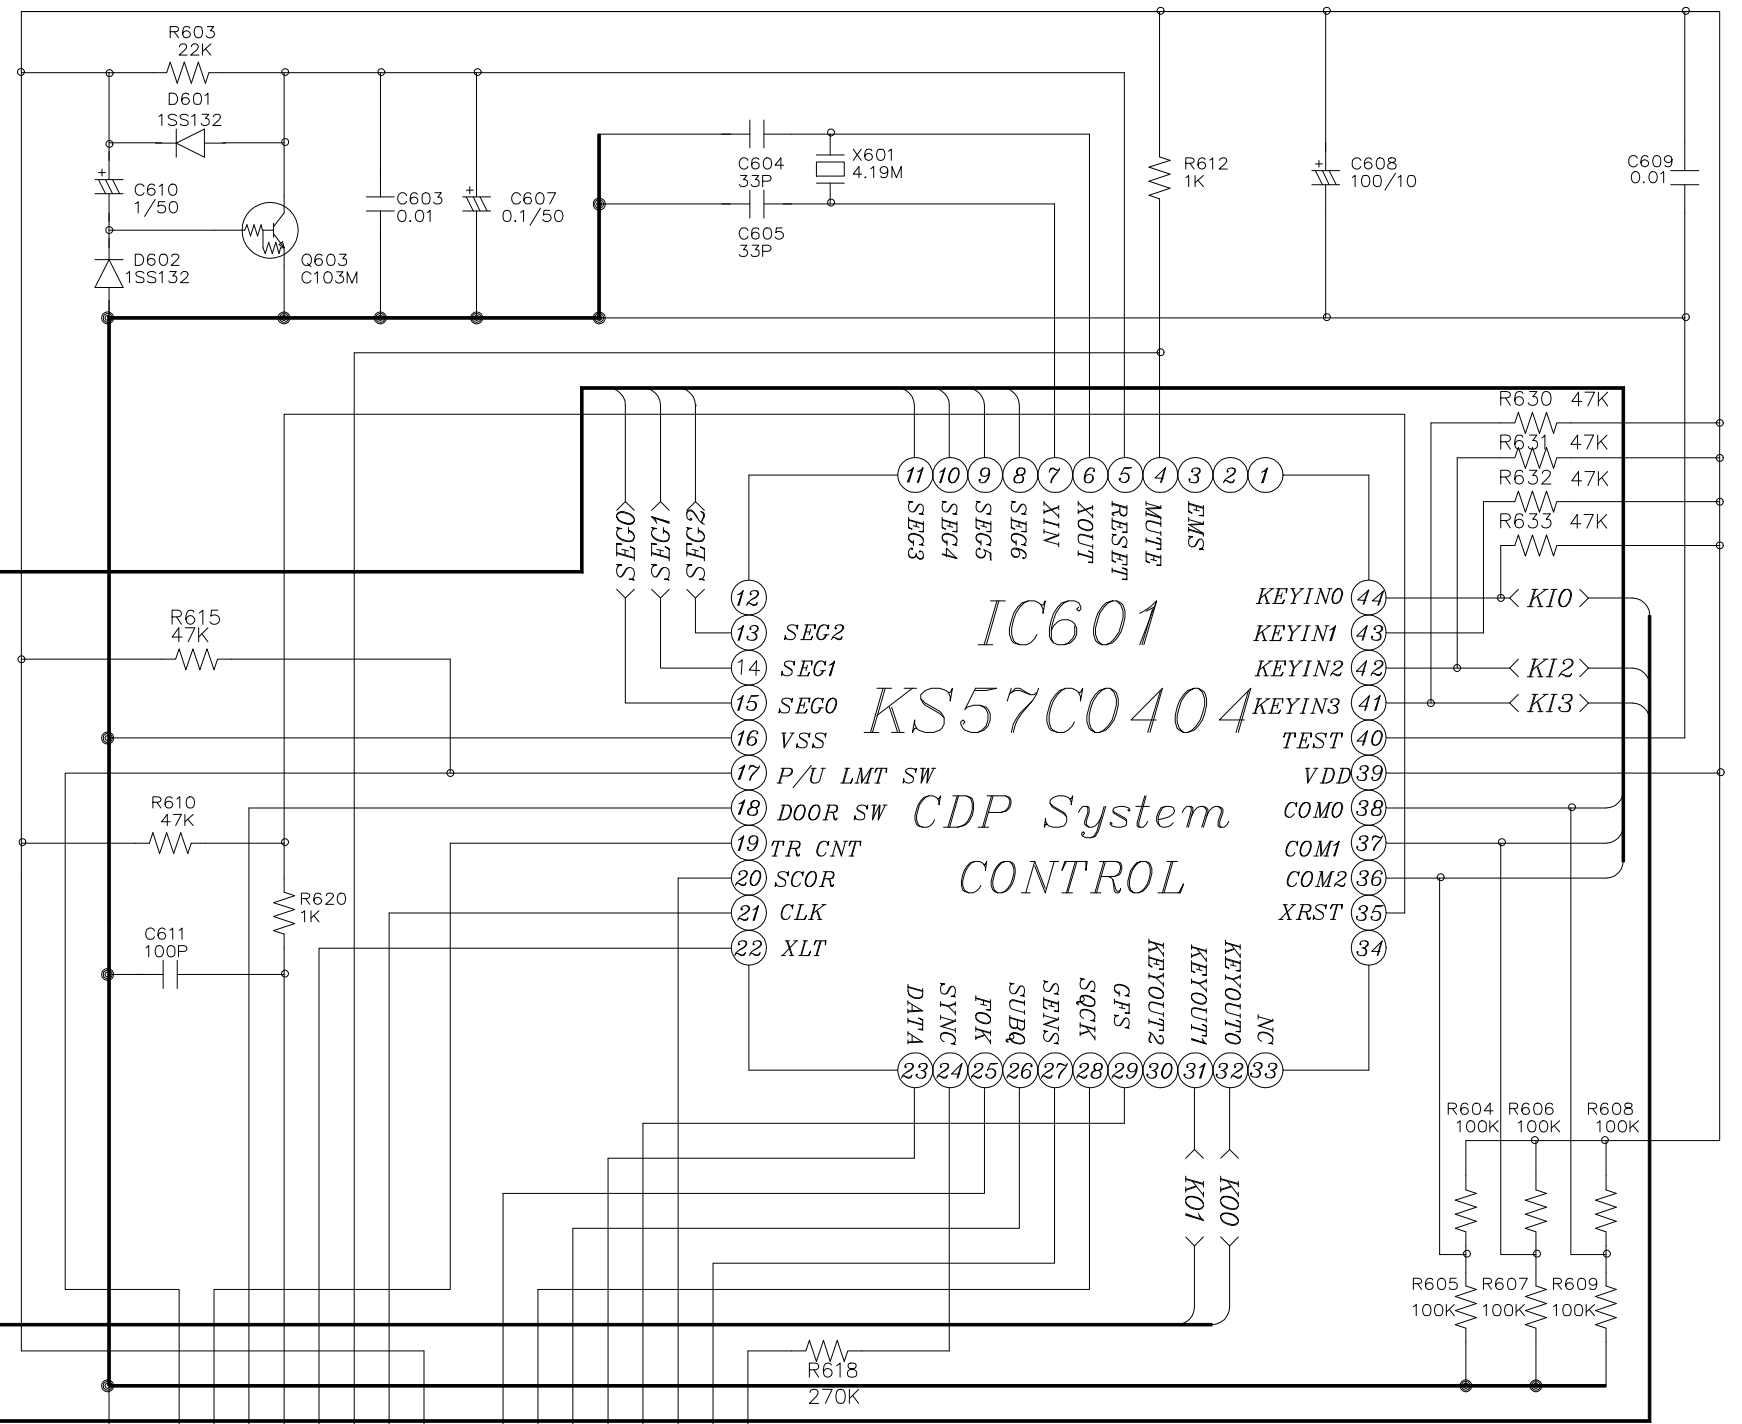 R603
22K
D601
1SS132
C610
1/50
D602
1SS132
Q603
C103M
C603
0.01
C607
0.1/50
C604
33P
X601
4.19M
C605
33P
R612
1K
C608
100/10
C609
0.01
R630 47K
R631 47K
R632 47K
R633 47K
11 10 9 8 7 6 5 4 3 2 1
SEG3
SEG4
SEG5
SEG6
XIN
XOUT
RESET
MUTE
EMS
SEG0
SEG1
SEG2
IC601
KS57C0404
CDP System
CONTROL
12
13 SEG2
14 SEG1
15 SEG0
16 VSS
17 P/U LMT SW
18 DOOR SW
19 TR CNT
20 SCOR
21 CLK
22 XLT
KEYIN0 44 KI0
KEYIN1 43
KEYIN2 42 KI2
KEYIN3 41 KI3
TEST 40
VDD 39
COM0 38
COM1 37
COM2 36
XRST 35
34
R615
47K
R610
47K
R620
1K
C611
100P
DATA
SYNC
FOK
SUBQ
SENS
SQCK
GFS
KEYOUT2
KEYOUT1
KEYOUT0
NC
23 24 25 26 27 28 29 30 31 32 33
KO1
KO0
R604
100K
R606
100K
R608
100K
R605
100K
R607
100K
R609
100K
R618
270K